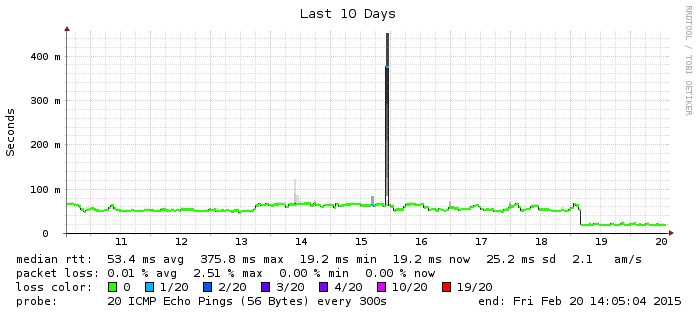 Last 10 Days
RRDTOOL / TOBI OETIKER
Seconds
400 m
300 m
200 m
100 m
0
11 12 13 14 15 16 17 18 19 20
median rtt: 53.4 ms avg 375.8 ms max 19.2 ms min 19.2 ms now 25.2 ms sd 2.1 am/s
packet loss: 0.01 % avg 2.51 % max 0.00 % min 0.00 % now
loss color: 0 1/20 2/20 3/20 4/20 10/20 19/20
probe: 20 ICMP Echo Pings (56 Bytes) every 300s end: Fri Feb 20 14:05:04 2015